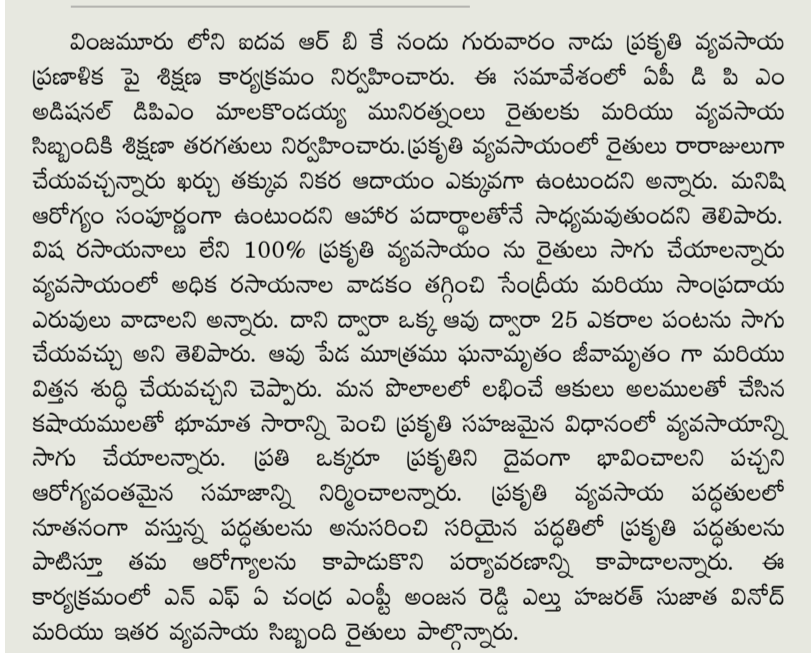 వింజమూరు లోని ఐదవ ఆర్ బి కే నందు గురువారం నాడు ప్రకృతి వ్యవసాయ
ప్రణాళిక పై శిక్షణ కార్యక్రమం నిర్వహించారు. ఈ సమావేశంలో ఏపీ డి పి ఎం
అడిషనల్ డిపిఎం మాలకొండయ్య మునిరత్నంలు రైతులకు మరియు వ్యవసాయ
సిబ్బందికి శిక్షణా తరగతులు నిర్వహించారు.ప్రకృతి వ్యవసాయంలో రైతులు రారాజులుగా
చేయవచ్చన్నారు ఖర్చు తక్కువ నికర ఆదాయం ఎక్కువగా ఉంటుందని అన్నారు. మనిషి
ఆరోగ్యం సంపూర్ణంగా ఉంటుందని ఆహార పదార్థాలతోనే సాధ్యమవుతుందని తెలిపారు.
విష రసాయనాలు లేని 100% ప్రకృతి వ్యవసాయం ను రైతులు సాగు చేయాలన్నారు
వ్యవసాయంలో అధిక రసాయనాల వాడకం తగ్గించి సేంద్రీయ మరియు సాంప్రదాయ
ఎరువులు వాడాలని అన్నారు. దాని ద్వారా ఒక్క ఆవు ద్వారా 25 ఎకరాల పంటను సాగు
చేయవచ్చు అని తెలిపారు. ఆవు పేడ మూత్రము ఘనామృతం జీవామృతం గా మరియు
విత్తన శుద్ధి చేయవచ్చని చెప్పారు. మన పొలాలలో లభించే ఆకులు అలములతో చేసిన
కషాయములతో భూమాత సారాన్ని పెంచి ప్రకృతి సహజమైన విధానంలో వ్యవసాయాన్ని
సాగు చేయాలన్నారు. ప్రతి ఒక్కరూ ప్రకృతిని దైవంగా భావించాలని పచ్చని
ఆరోగ్యవంతమైన సమాజాన్ని నిర్మించాలన్నారు. ప్రకృతి వ్యవసాయ పద్ధతులలో
నూతనంగా వస్తున్న పద్ధతులను అనుసరించి సరియైన పద్ధతిలో ప్రకృతి పద్ధతులను
పాటిస్తూ తమ ఆరోగ్యాలను కాపాడుకొని పర్యావరణాన్ని కాపాడాలన్నారు. ఈ
కార్యక్రమంలో ఎన్ ఎఫ్ ఏ చంద్ర ఎంప్టీ అంజన రెడ్డి ఎల్తు హజరత్ సుజాత వినోద్
మరియు ఇతర వ్యవసాయ సిబ్బంది రైతులు పాల్గొన్నారు.